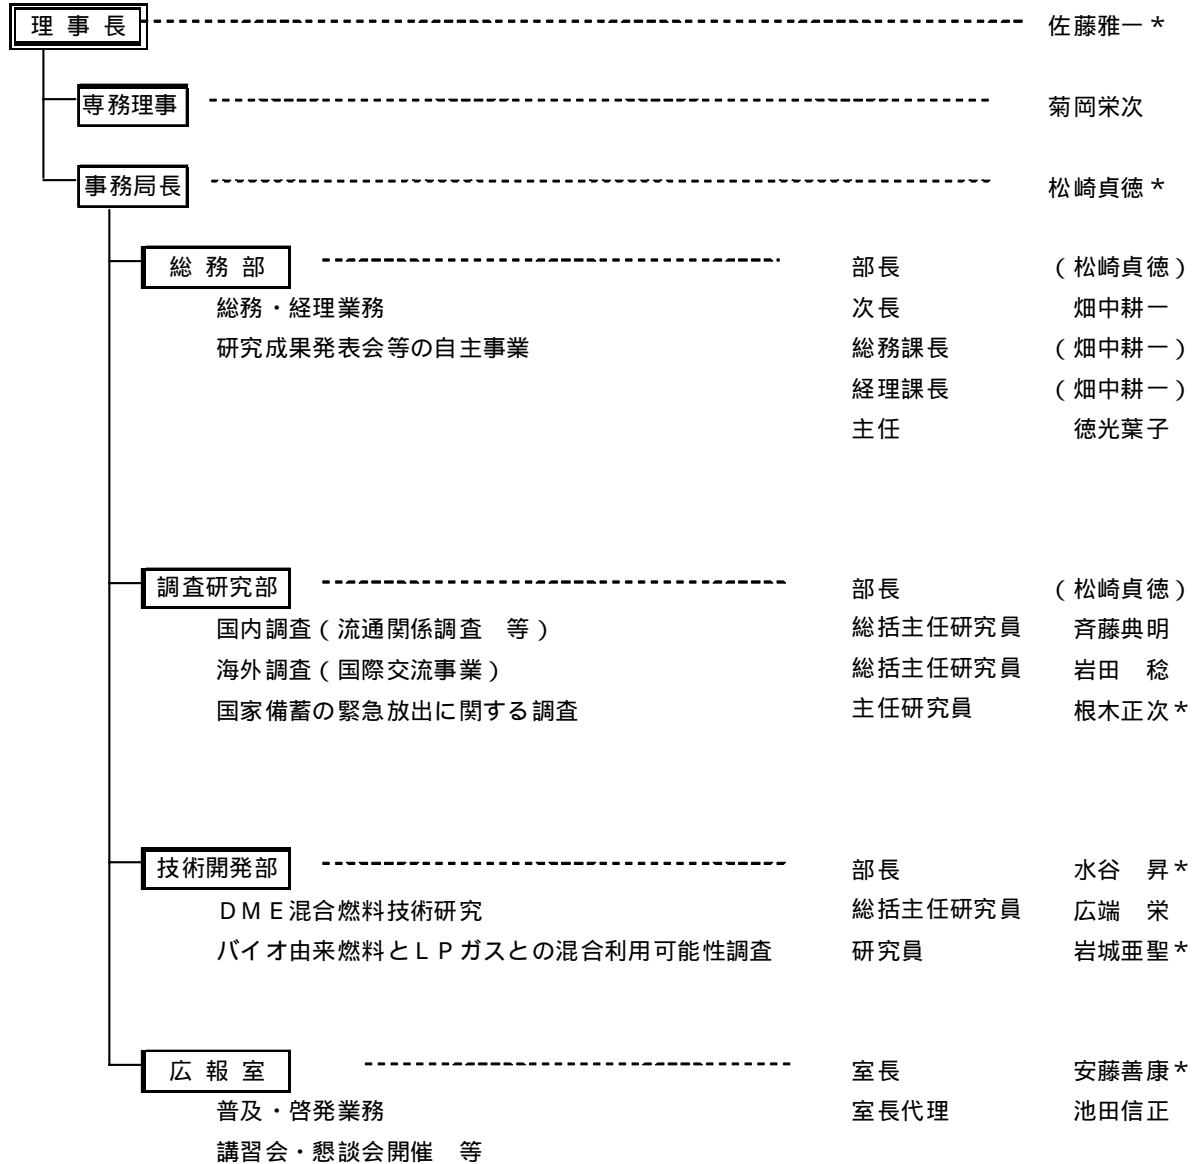 理 事 長 佐藤雅一*
専務理事 菊岡栄次
事務局長 松崎貞徳*
総 務 部 部長 (松崎貞徳)
総務・経理業務 次長 畑中耕一
研究成果発表会等の自主事業 総務課長 (畑中耕一)
経理課長 (畑中耕一)
主任 徳光葉子
調査研究部 部長 (松崎貞徳)
国内調査(流通関係調査 等) 総括主任研究員 斉藤典明
海外調査(国際交流事業) 総括主任研究員 岩田 稔
国家備蓄の緊急放出に関する調査 主任研究員 根木正次*
技術開発部 部長 水谷 昇*
DME混合燃料技術研究 総括主任研究員 広端 栄
バイオ由来燃料とLPガスとの混合利用可能性調査 研究員 岩城亜聖*
広 報 室 室長 安藤善康*
普及・啓発業務 室長代理 池田信正
講習会・懇談会開催 等